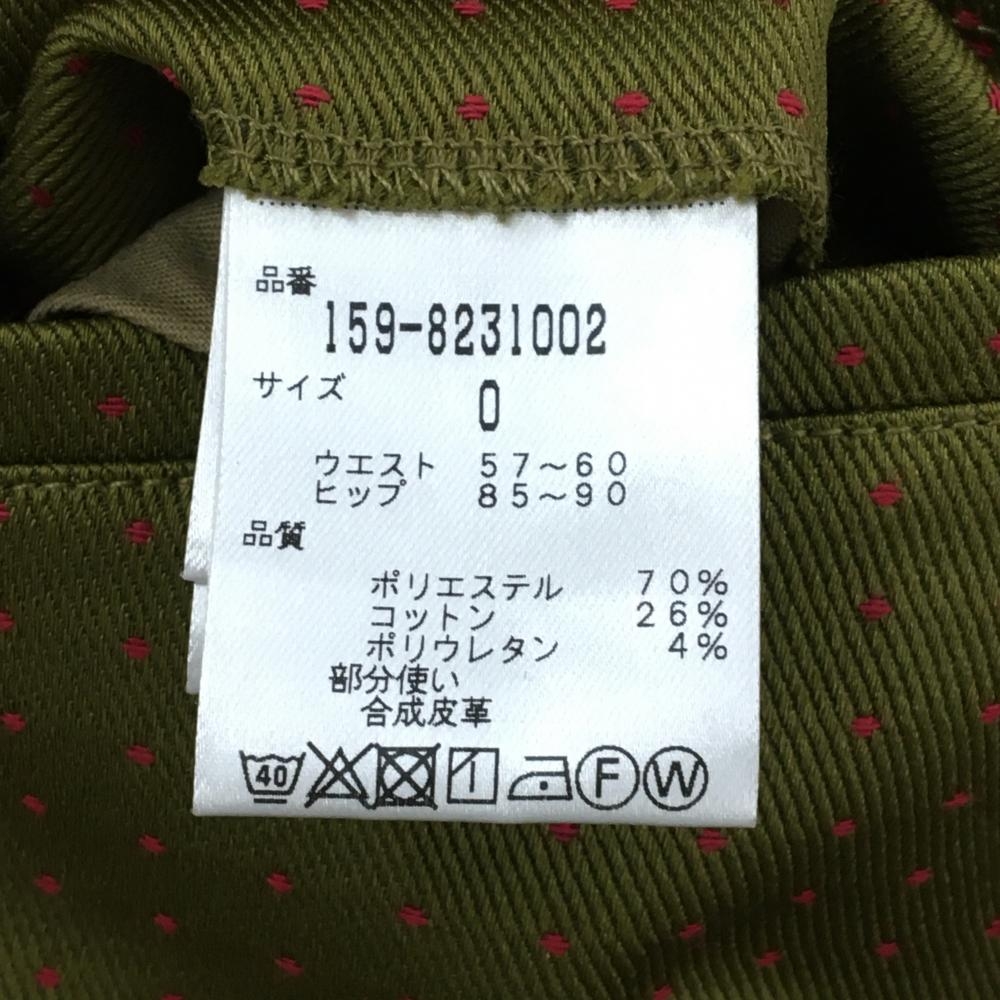 品番
159-8231002
サイズ 0
ウエスト 57～60
ヒップ 85～90
品質
ポリエステル 70%
コットン 26%
ポリウレタン 4%
部分使い
合成皮革
40 F W